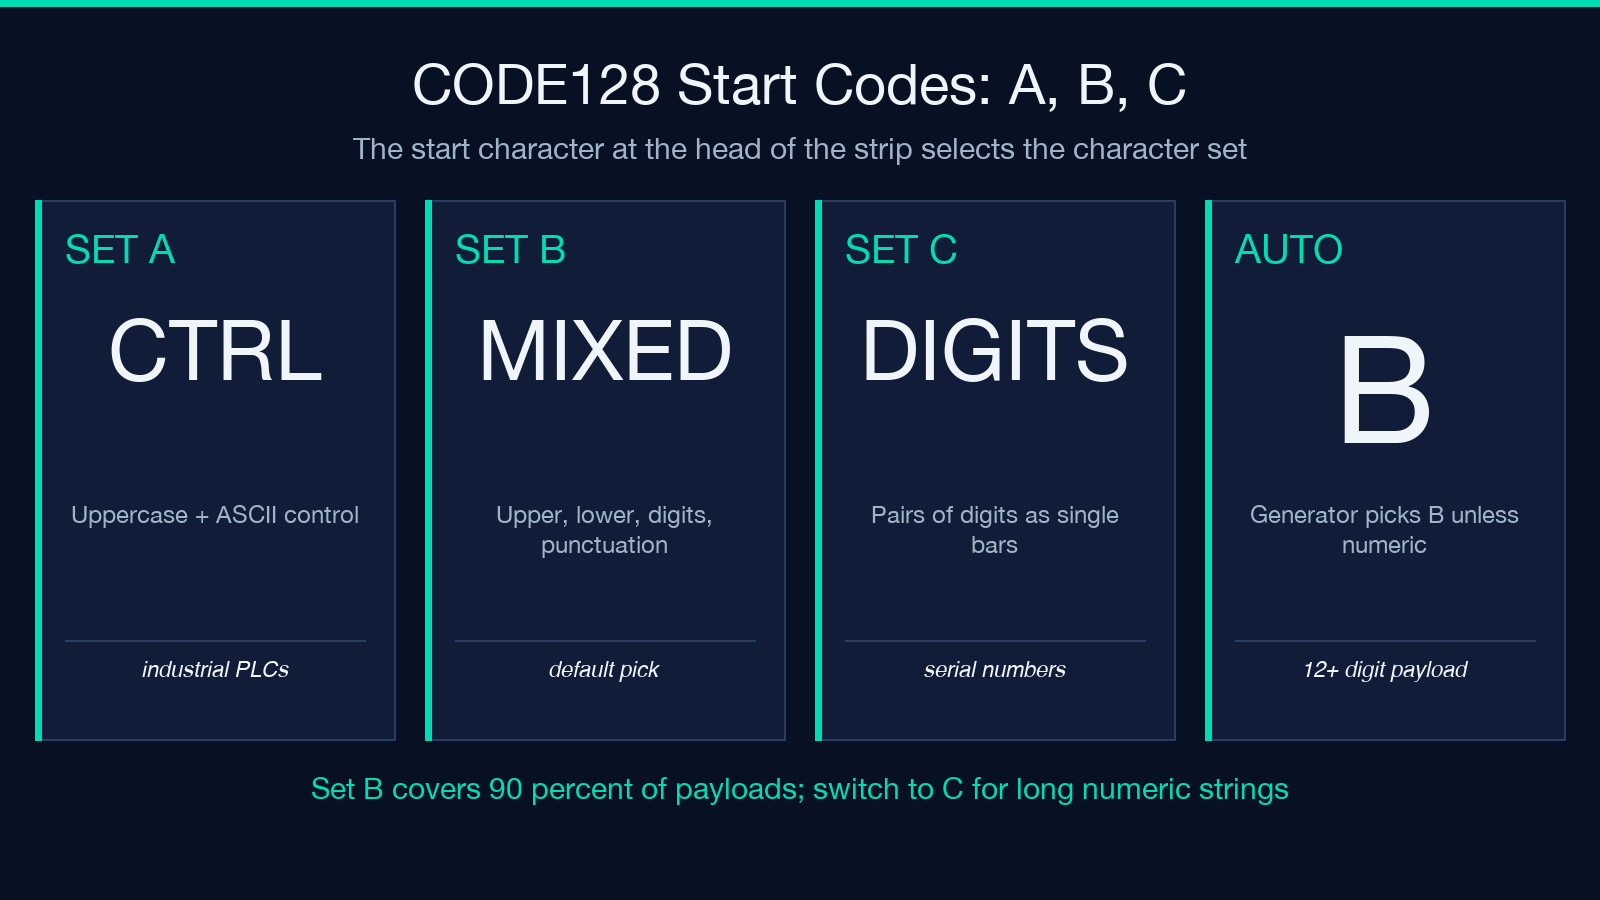 CODE128 Start Codes: A, B, C
The start character at the head of the strip selects the character set
SET A
CTRL
Uppercase + ASCII control
industrial PLCs
SET B
MIXED
Upper, lower, digits,
punctuation
default pick
SET C
DIGITS
Pairs of digits as single
bars
serial numbers
AUTO
B
Generator picks B unless
numeric
12+ digit payload
Set B covers 90 percent of payloads; switch to C for long numeric strings